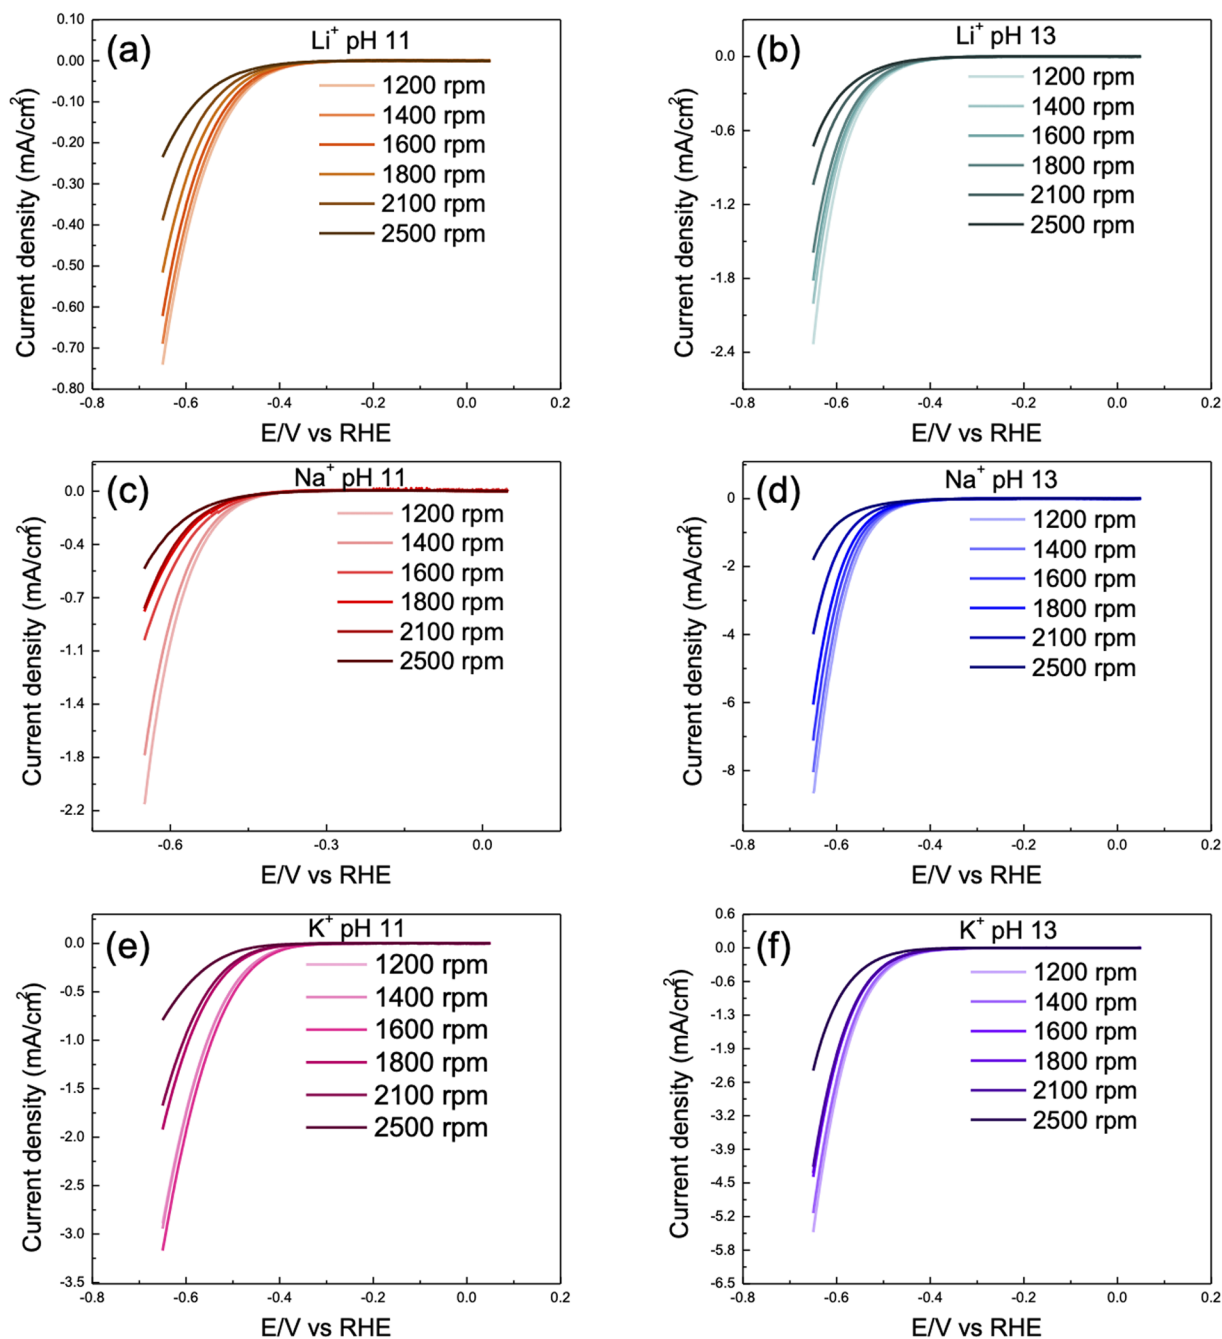 (a)
Li+ pH 11
1200 rpm
1400 rpm
1600 rpm
1800 rpm
2100 rpm
2500 rpm
0.10
0.00
-0.10
-0.20
-0.30
-0.40
-0.50
-0.60
-0.70
-0.80
-0.8 -0.6 -0.4 -0.2 0.0 0.2
Current density (mA/cm²)
E/V vs RHE
(b)
Li+ pH 13
1200 rpm
1400 rpm
1600 rpm
1800 rpm
2100 rpm
2500 rpm
0.0
-0.6
-1.2
-1.8
-2.4
-0.8 -0.6 -0.4 -0.2 0.0 0.2
Current density (mA/cm²)
E/V vs RHE
(c)
Na+ pH 11
1200 rpm
1400 rpm
1600 rpm
1800 rpm
2100 rpm
2500 rpm
0.0
-0.4
-0.7
-1.1
-1.4
-1.8
-2.2
-0.6 -0.3 0.0
Current density (mA/cm²)
E/V vs RHE
(d)
Na+ pH 13
1200 rpm
1400 rpm
1600 rpm
1800 rpm
2100 rpm
2500 rpm
0
-2
-4
-6
-8
-0.8 -0.6 -0.4 -0.2 0.0 0.2
Current density (mA/cm²)
E/V vs RHE
(e)
K+ pH 11
1200 rpm
1400 rpm
1600 rpm
1800 rpm
2100 rpm
2500 rpm
0.0
-0.5
-1.0
-1.5
-2.0
-2.5
-3.0
-3.5
-0.8 -0.6 -0.4 -0.2 0.0 0.2
Current density (mA/cm²)
E/V vs RHE
(f)
K+ pH 13
1200 rpm
1400 rpm
1600 rpm
1800 rpm
2100 rpm
2500 rpm
0.6
0.0
-0.6
-1.3
-1.9
-2.6
-3.2
-3.9
-4.5
-5.2
-5.8
-6.5
-0.8 -0.6 -0.4 -0.2 0.0 0.2
Current density (mA/cm²)
E/V vs RHE